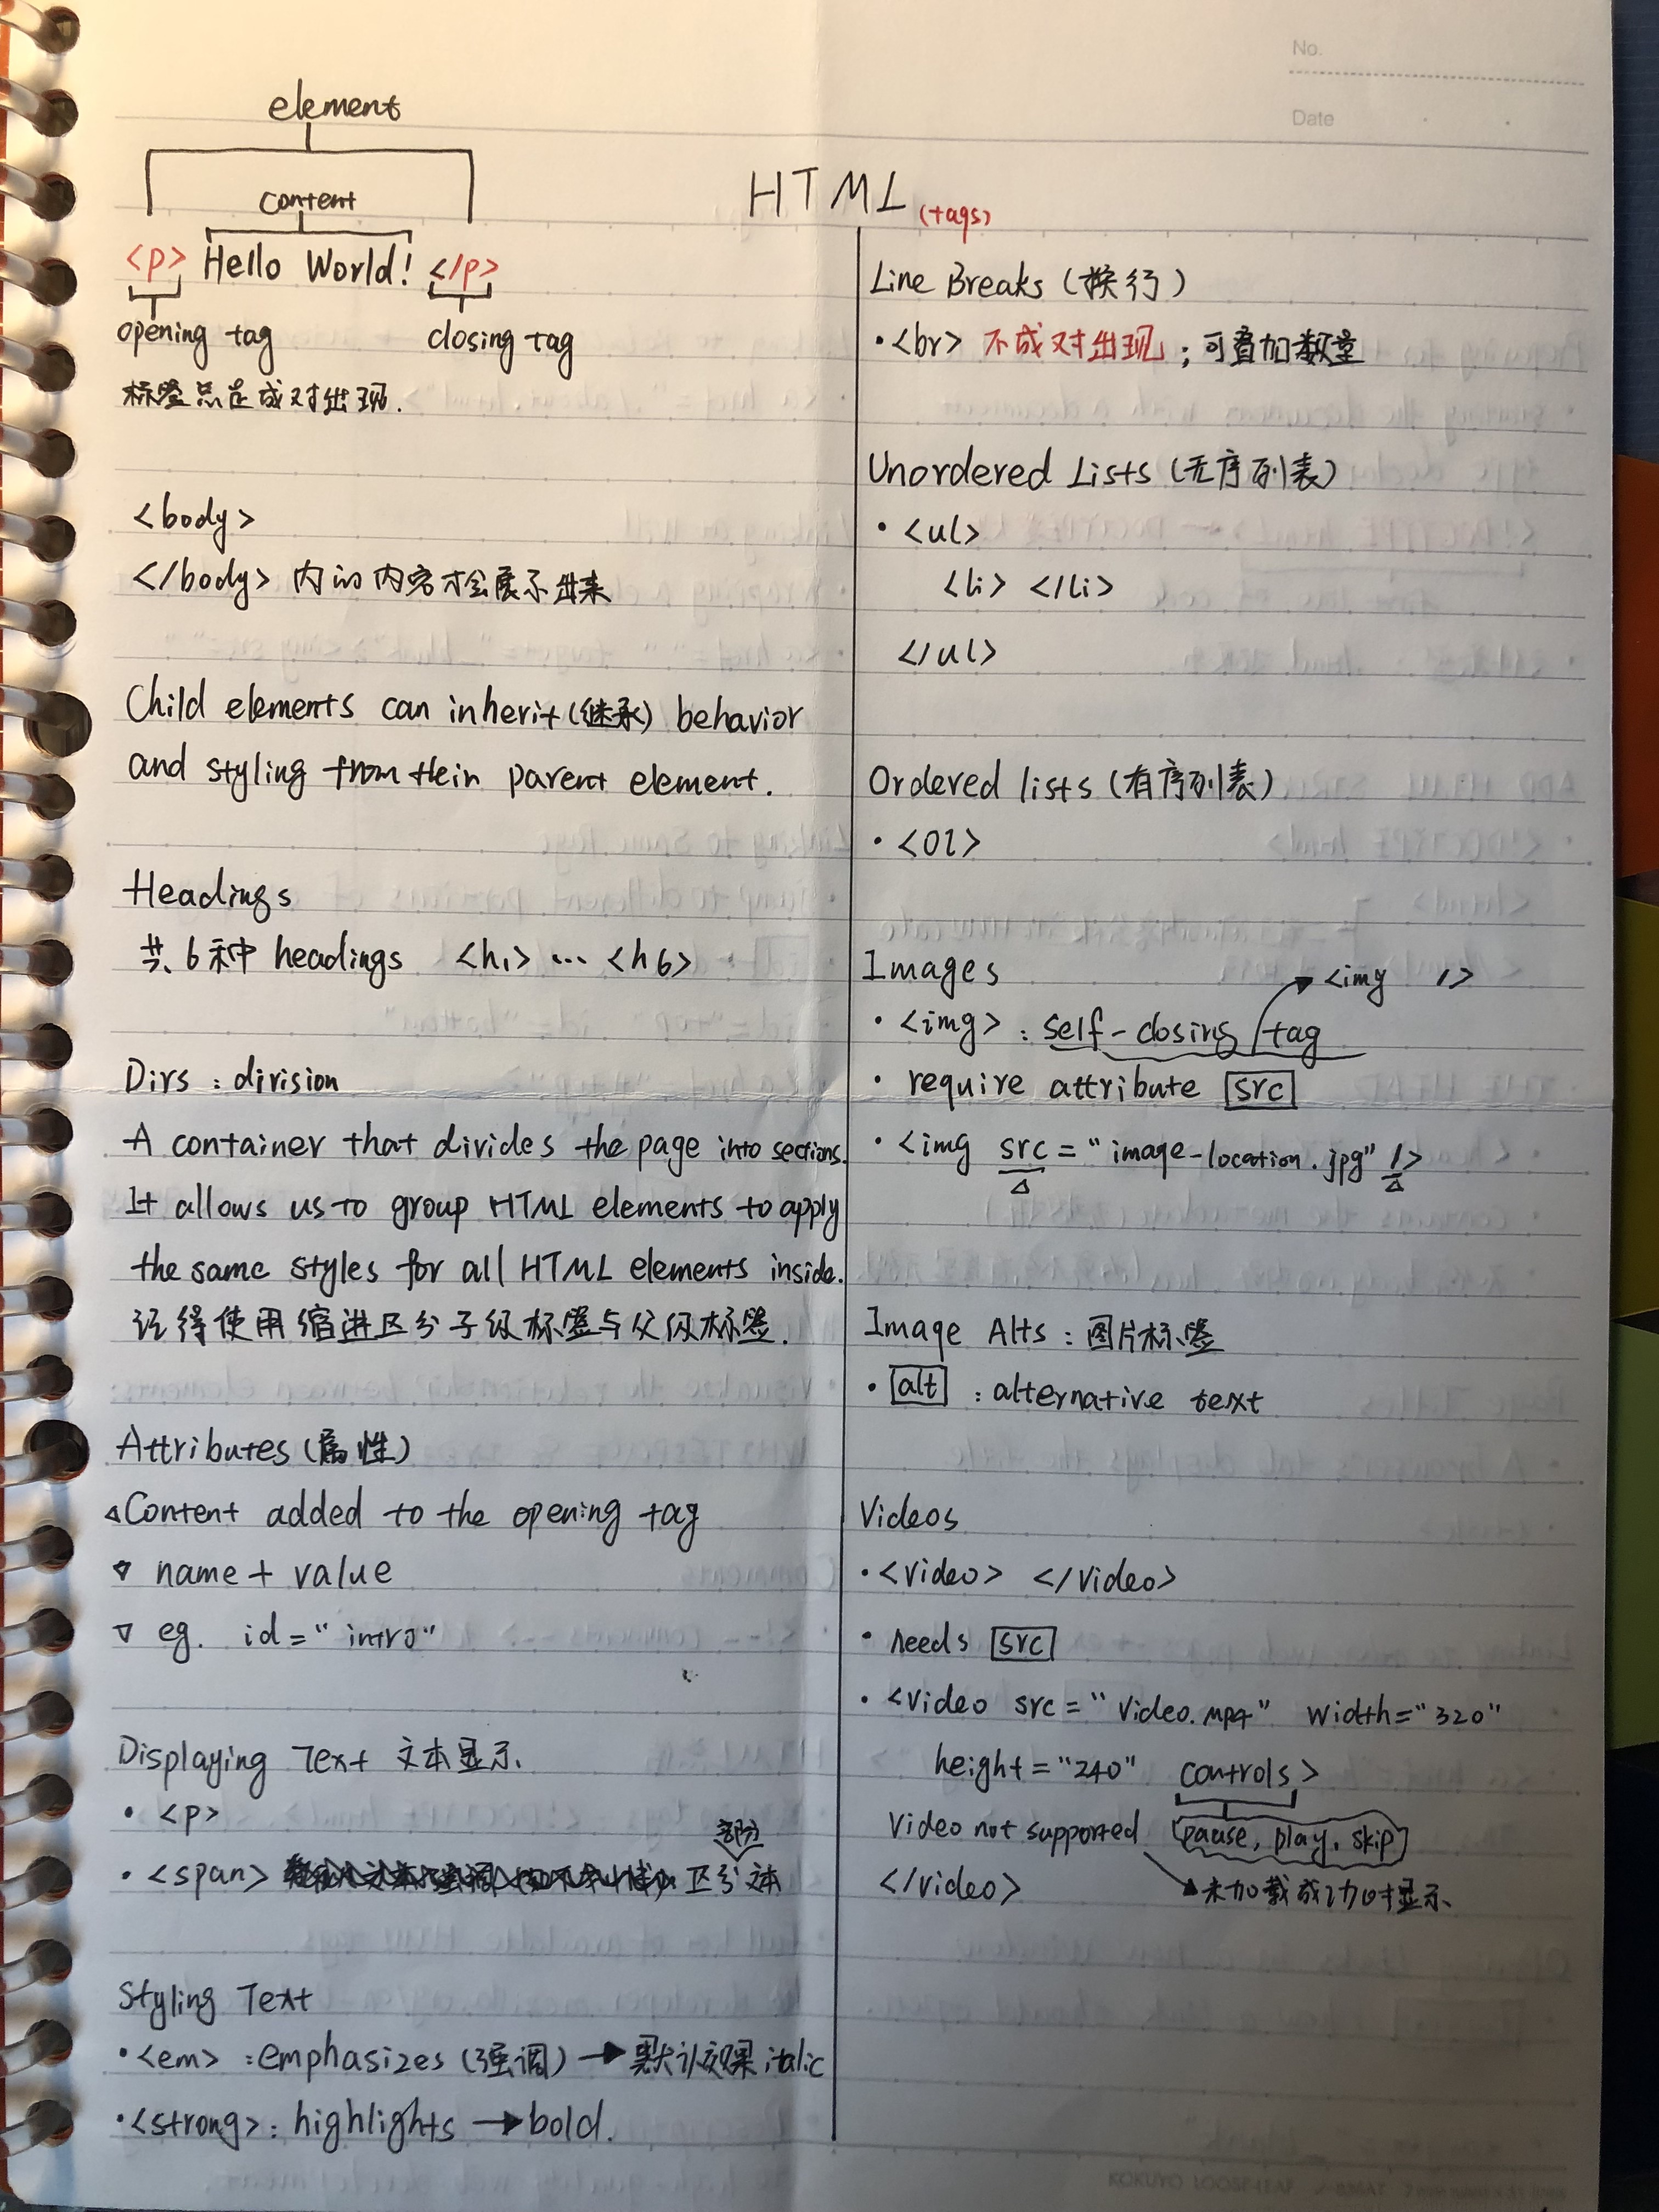 No.
Date
HTML (tags)
element
content
<p> Hello World! </p>
opening tag closing tag
标签总是成对出现.
<body>
</body> 内的内容才会展示出来
Child elements can inherit(继承) behavior
and styling from thein parent element.
Headings
共6种 headings <h1> … <h6>
Dirs : division
A container that divides the page into sections.
It allows us to group HTML elements to apply
the same styles for all HTML elements inside.
记得使用缩进区分子级标签与父级标签.
Attributes (属性)
Content added to the opening tag
name + value
eg. id=" intro"
Displaying Text 文本显示
• <p>
• <span> 区分部分文本
Styling Text
• <em> : emphasizes (强调) → 默认效果 italic
• <strong> : highlights → bold.
Line Breaks (换行)
• <br> 不成对出现 ; 可叠加数量
Unordered Lists (无序列表)
• <ul>
<li> </li>
</ul>
Ordered lists (有序列表)
• <ol>
Images
<img />
• <img> : self-closing tag
• require attribute src
• <img src = "image-location.jpg" />
Image Alts : 图片标签
• alt : alternative text
Videos
• <video> </video>
• needs src
• <video src = " video.mp4" width="320"
height="240" controls >
Video not supported pause, play, skip
</video> 未加载成功时显示
KOKUYO LOOSE-LEAF